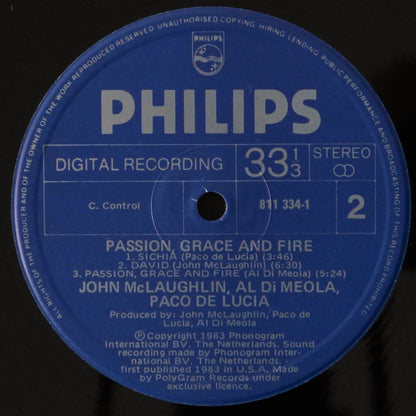 ALL RIGHTS OF THE PRODUCER AND OF THE OWNER OF THE WORK REPRODUCED RESERVED UNAUTHORISED COPYING HIRING LENDING PUBLIC PERFORMANCE AND BROADCASTING OF THIS RECORD PROHIBITED
PHILIPS
PHILIPS
DIGITAL RECORDING
33 1/3
STEREO
C. Control
811 334-1
2
PASSION, GRACE AND FIRE
1. SICHIA (Paco de Lucia) (3:46)
2. DAVID (John McLaughlin) (6:30)
3. PASSION, GRACE AND FIRE (Al Di Meola) (5:24)
JOHN McLAUGHLIN, AL DI MEOLA,
PACO DE LUCIA
Produced by: John McLaughlin, Paco
de Lucia, Al Di Meola
Ⓟ Copyright 1983 Phonogram
International BV. The Netherlands. Sound
recording made by Phonogram Inter-
national BV. The Netherlands.
first published 1983 in U.S.A. Made
by PolyGram Records under
exclusive licence.